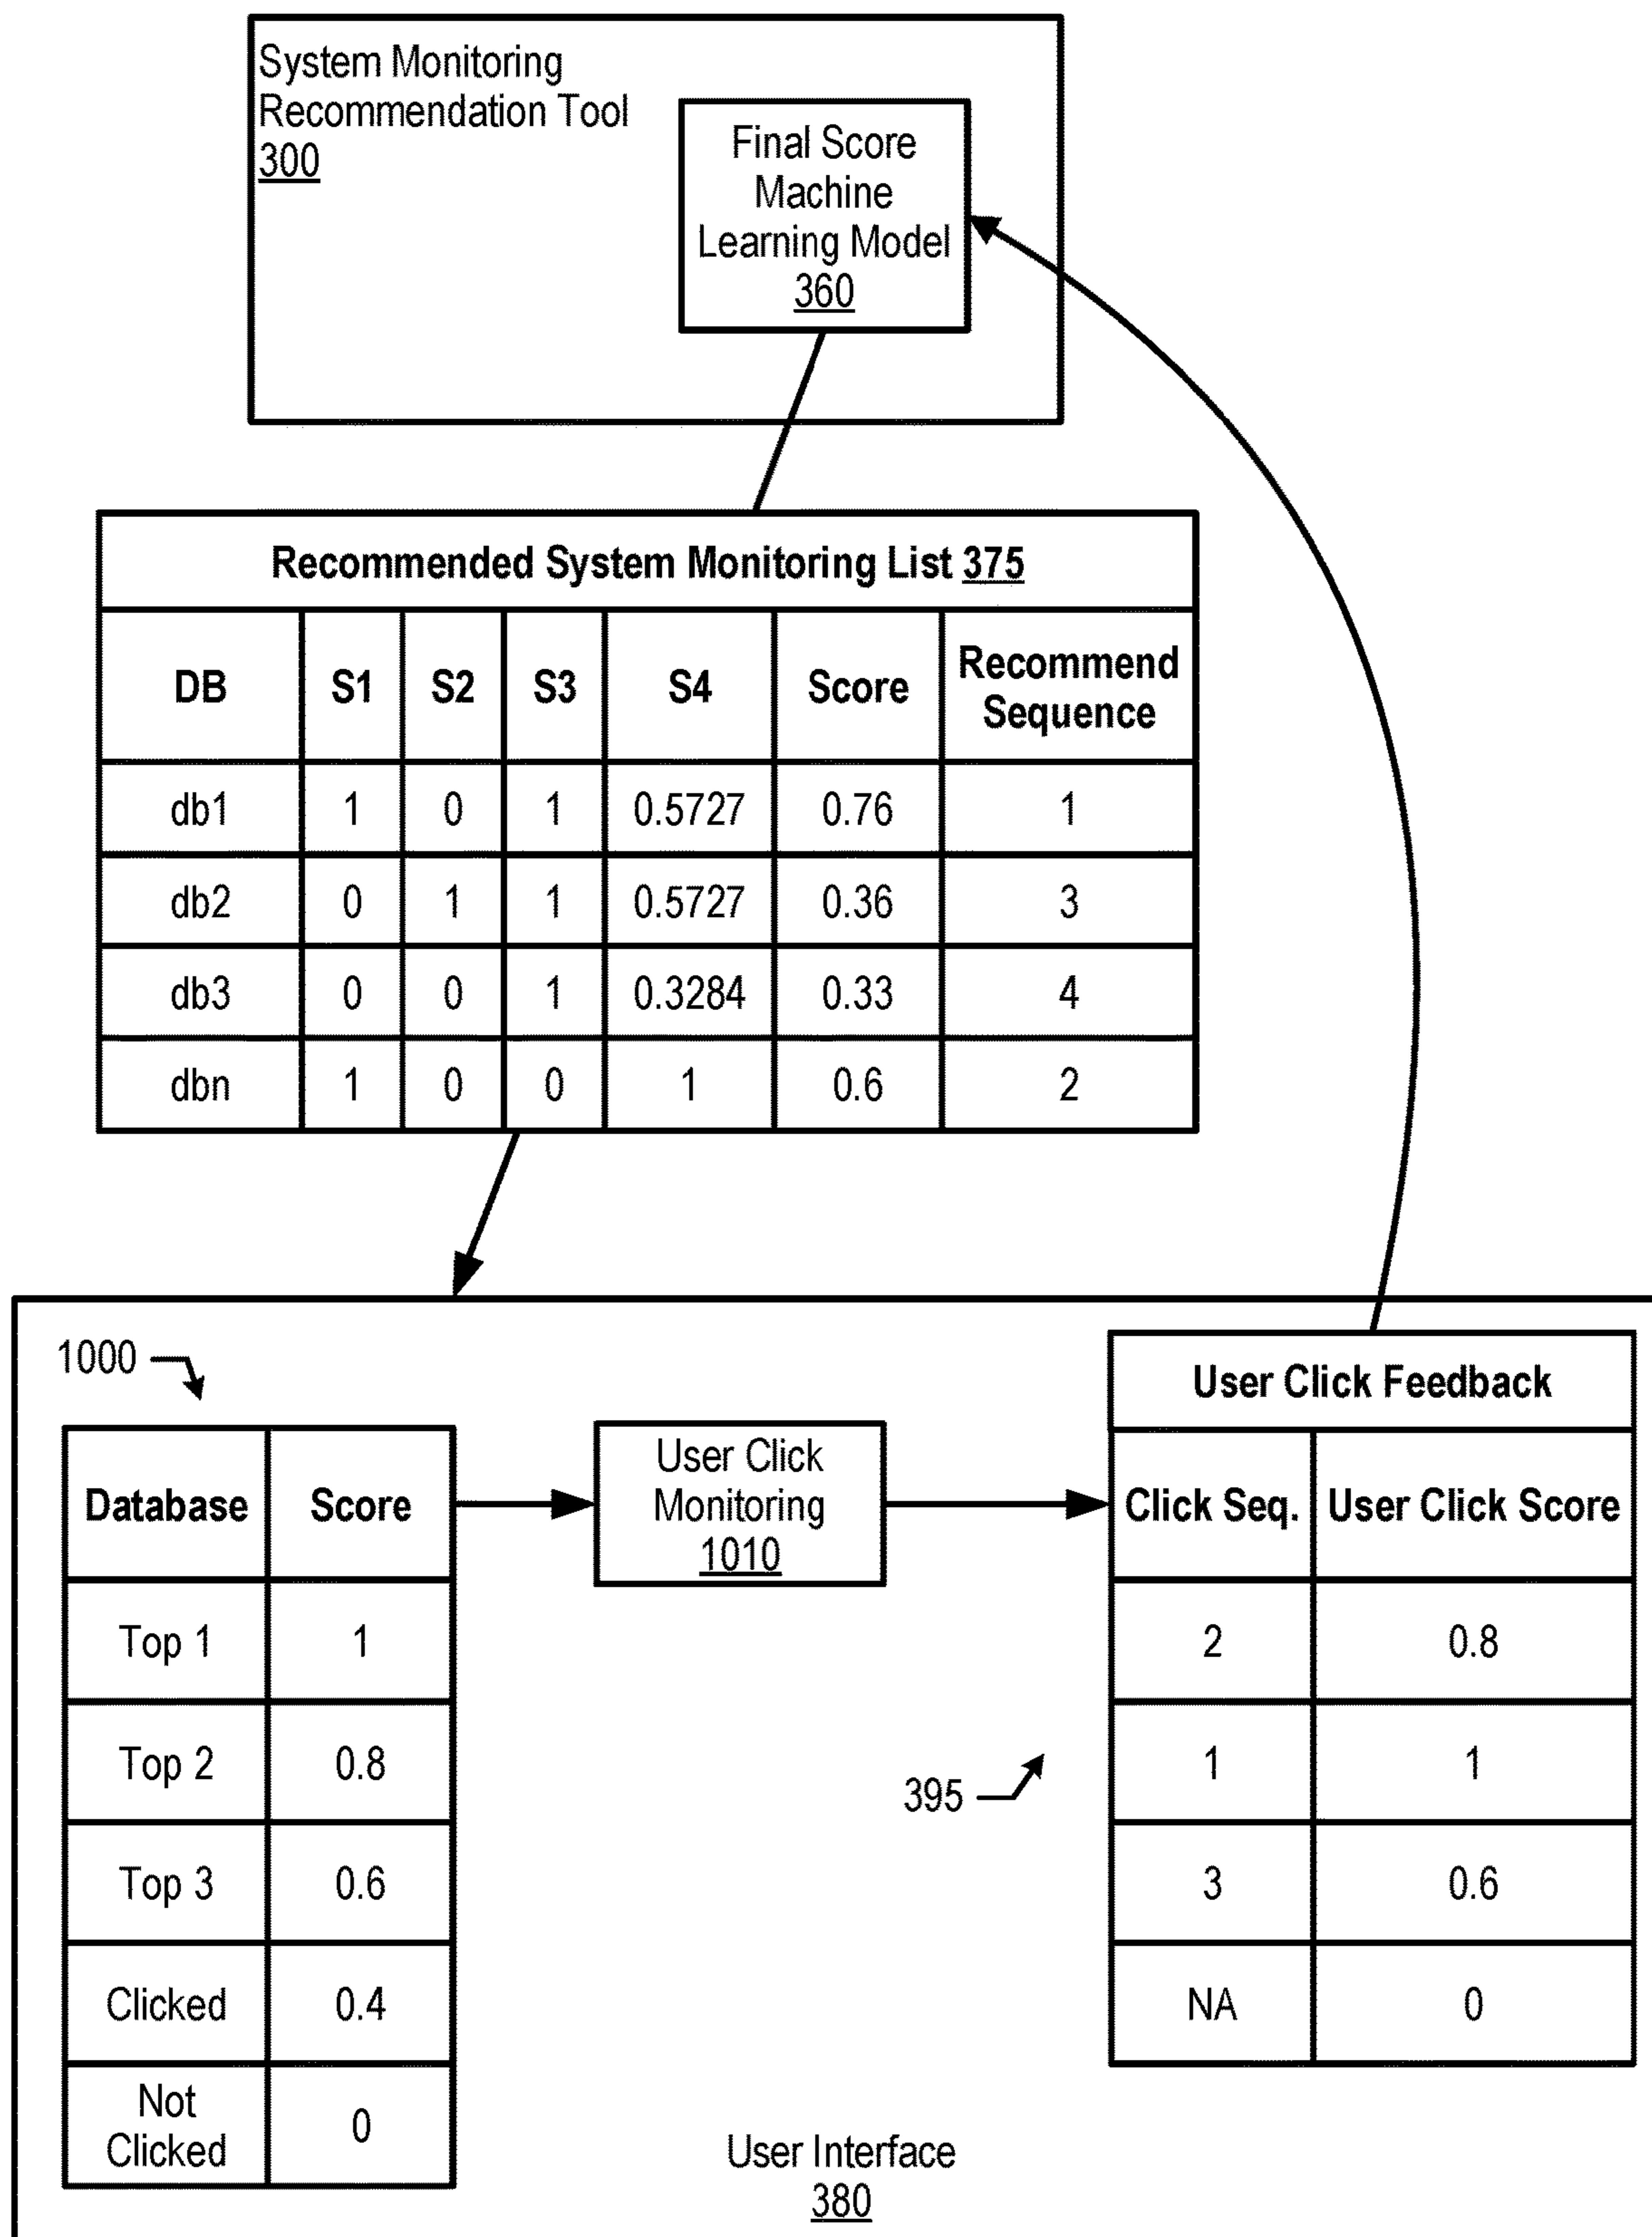 System Monitoring
Recommendation Tool
300
Final Score
Machine
Learning Model
360
Recommended System Monitoring List 375
DB S1 S2 S3 S4 Score Recommend Sequence
db1 1 0 1 0.5727 0.76 1
db2 0 1 1 0.5727 0.36 3
db3 0 0 1 0.3284 0.33 4
dbn 1 0 0 1 0.6 2
1000
Database Score
Top 1 1
Top 2 0.8
Top 3 0.6
Clicked 0.4
Not
Clicked 0
User Click
Monitoring
1010
395
User Click Feedback
Click Seq. User Click Score
2 0.8
1 1
3 0.6
NA 0
User Interface
380